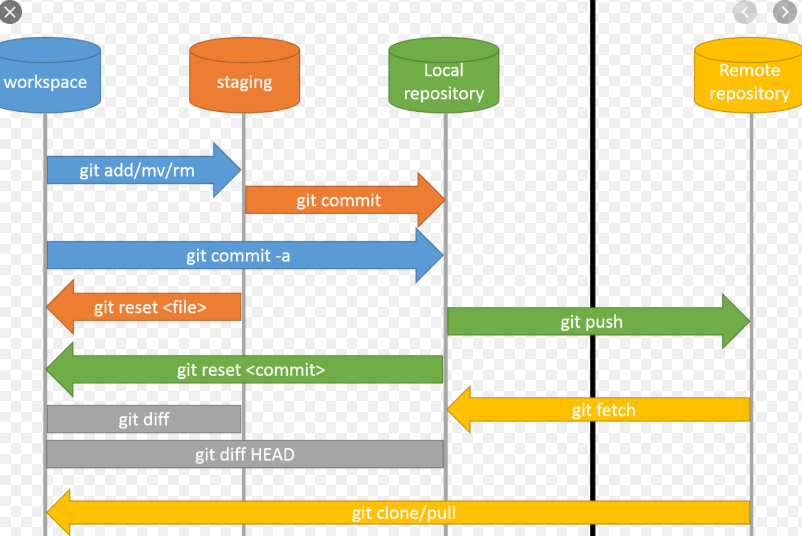 workspace
staging
Local
repository
Remote
repository
git add/mv/rm
git commit
git commit -a
git reset <file>
git push
git reset <commit>
git fetch
git diff
git diff HEAD
git clone/pull